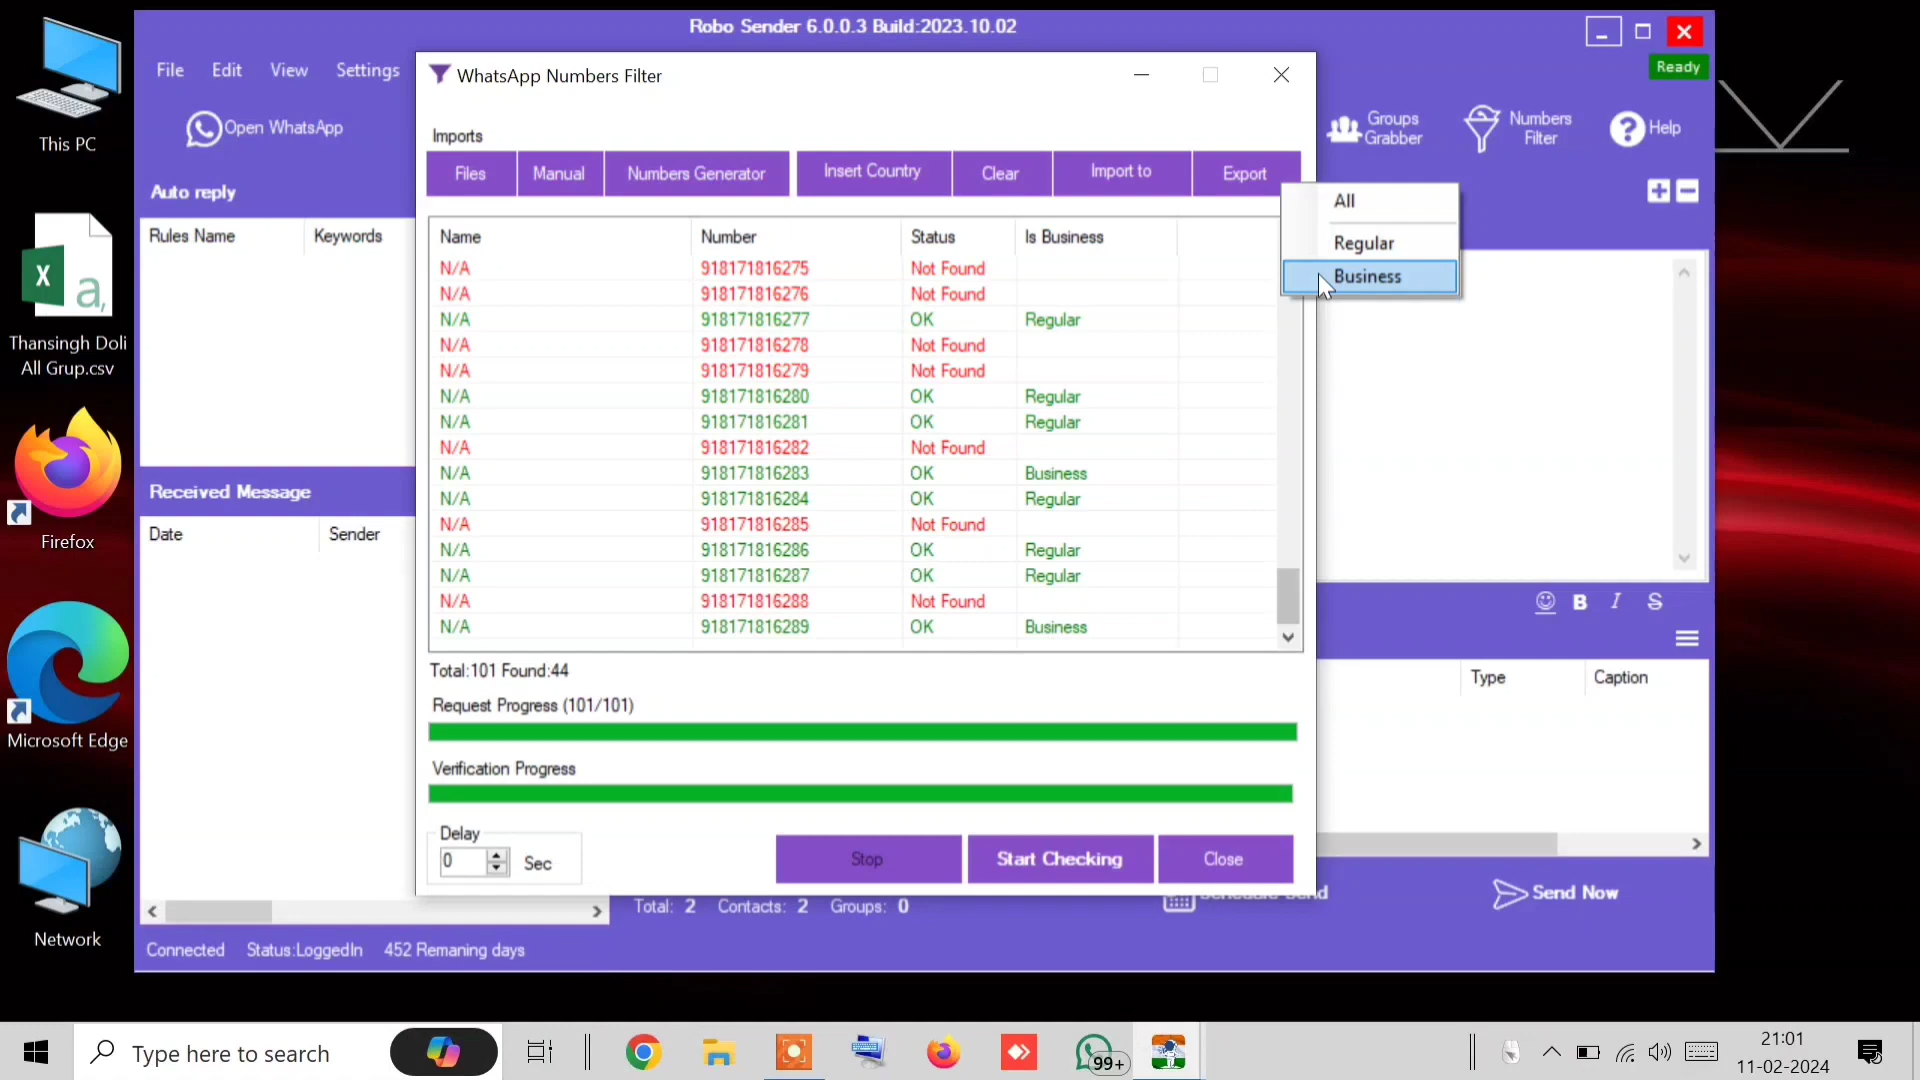 Robo Sender 6.0.0.3 Build:2023.10.02
File Edit View Settings
Ready
Open WhatsApp
Groups Grabber
Numbers Filter
Help
Auto reply
Rules Name Keywords
Received Message
Date Sender
WhatsApp Numbers Filter
Imports
Files Manual Numbers Generator Insert Country Clear Import to Export
All
Regular
Business
Name Number Status Is Business
N/A 918171816275 Not Found
N/A 918171816276 Not Found
N/A 918171816277 OK Regular
N/A 918171816278 Not Found
N/A 918171816279 Not Found
N/A 918171816280 OK Regular
N/A 918171816281 OK Regular
N/A 918171816282 Not Found
N/A 918171816283 OK Business
N/A 918171816284 OK Regular
N/A 918171816285 Not Found
N/A 918171816286 OK Regular
N/A 918171816287 OK Regular
N/A 918171816288 Not Found
N/A 918171816289 OK Business
Total:101 Found:44
Request Progress (101/101)
Verification Progress
Delay
0 Sec
Stop Start Checking Close
B I S
Type Caption
Send Now
Total: 2 Contacts: 2 Groups: 0
Connected Status:LoggedIn 452 Remaning days
This PC
X a,
Thansingh Doli
All Grup.csv
Firefox
Microsoft Edge
Network
Type here to search
99+
21:01
11-02-2024